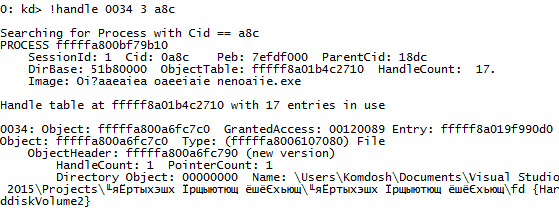 0: kd> !handle 0034 3 a8c
Searching for Process with Cid == a8c
PROCESS fffffa800bf79b10
SessionId: 1 Cid: 0a8c Peb: 7efdf000 ParentCid: 18dc
DirBase: 51b80000 ObjectTable: fffff8a01b4c2710 HandleCount: 17.
Image: Oi?aaeaiea oaeeiaie nenoaiie.exe
Handle table at fffff8a01b4c2710 with 17 entries in use
0034: Object: fffffa800a6fc7c0 GrantedAccess: 00120089 Entry: fffff8a019f990d0
Object: fffffa800a6fc7c0 Type: (fffffa8006107080) File
ObjectHeader: fffffa800a6fc790 (new version)
HandleCount: 1 PointerCount: 1
Directory Object: 00000000 Name: \Users\Komdosh\Documents\Visual Studio
2015\Projects\╙яЁртыхэшх Їрщыютющ ёшёЄхьющ\╙яЁртыхэшх Їрщыютющ ёшёЄхьющ\fd {Har
ddiskVolume2}